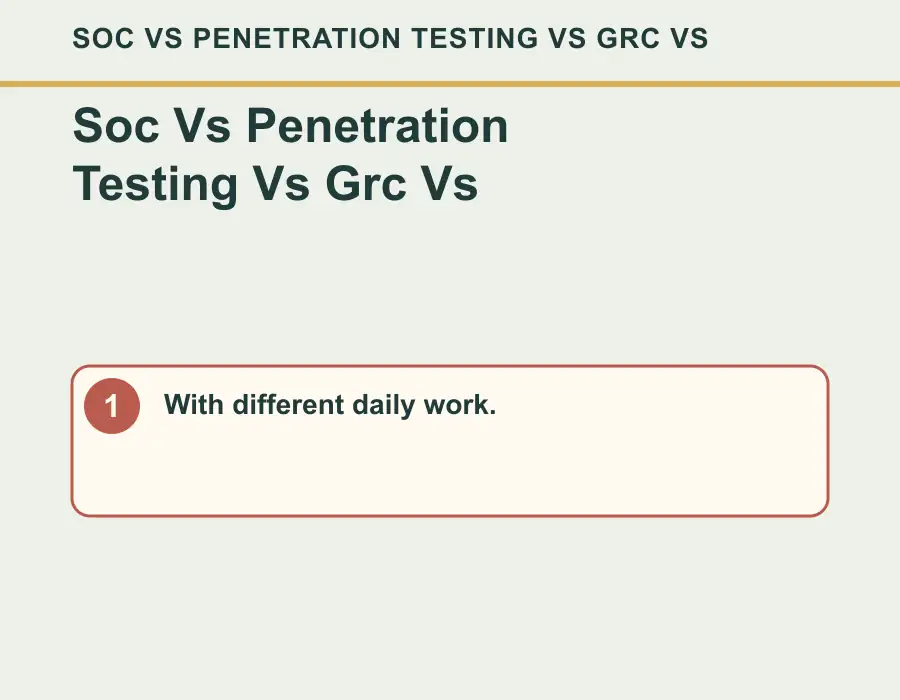 SOC VS PENETRATION TESTING VS GRC VS
Soc Vs Penetration
Testing Vs Grc Vs
1
With different daily work.